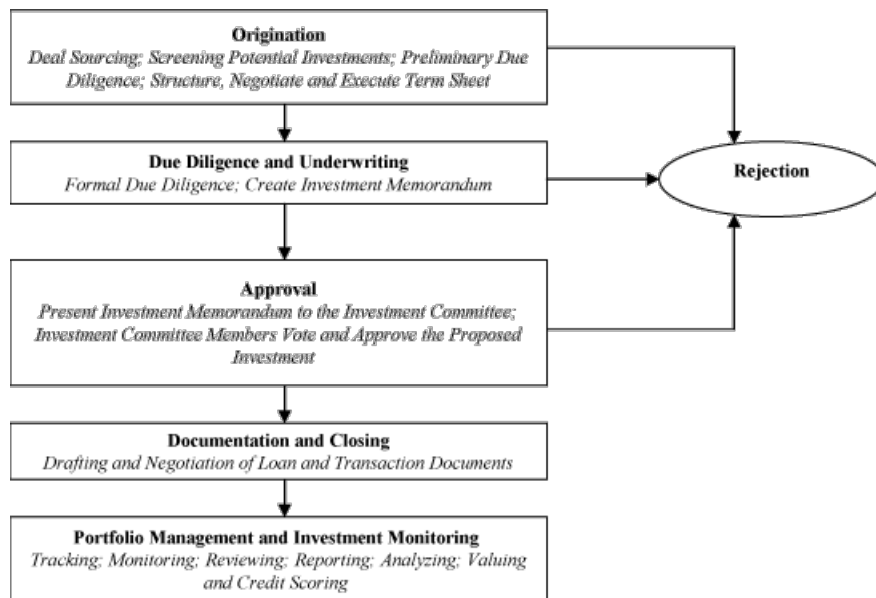 Origination
Deal Sourcing; Screening Potential Investments; Preliminary Due
Diligence; Structure, Negotiate and Execute Term Sheet
Due Diligence and Underwriting
Formal Due Diligence; Create Investment Memorandum
Rejection
Approval
Present Investment Memorandum to the Investment Committee;
Investment Committee Members Vote and Approve the Proposed
Investment
Documentation and Closing
Drafting and Negotiation of Loan and Transaction Documents
Portfolio Management and Investment Monitoring
Tracking; Monitoring; Reviewing; Reporting; Analyzing; Valuing
and Credit Scoring